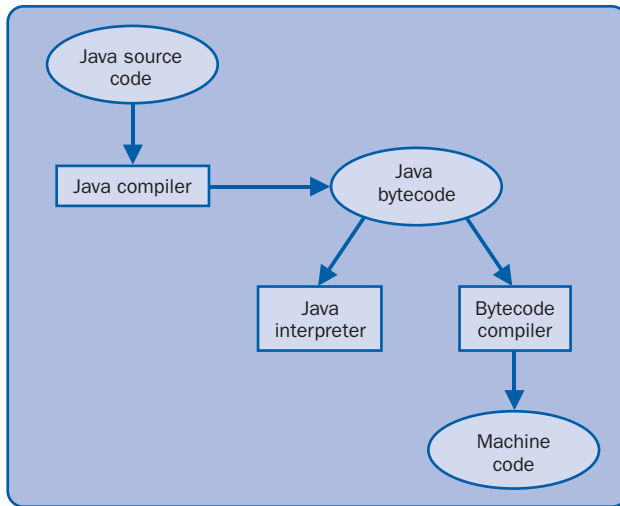 Java source
code
Java compiler
Java
bytecode
Java
interpreter
Bytecode
compiler
Machine
code